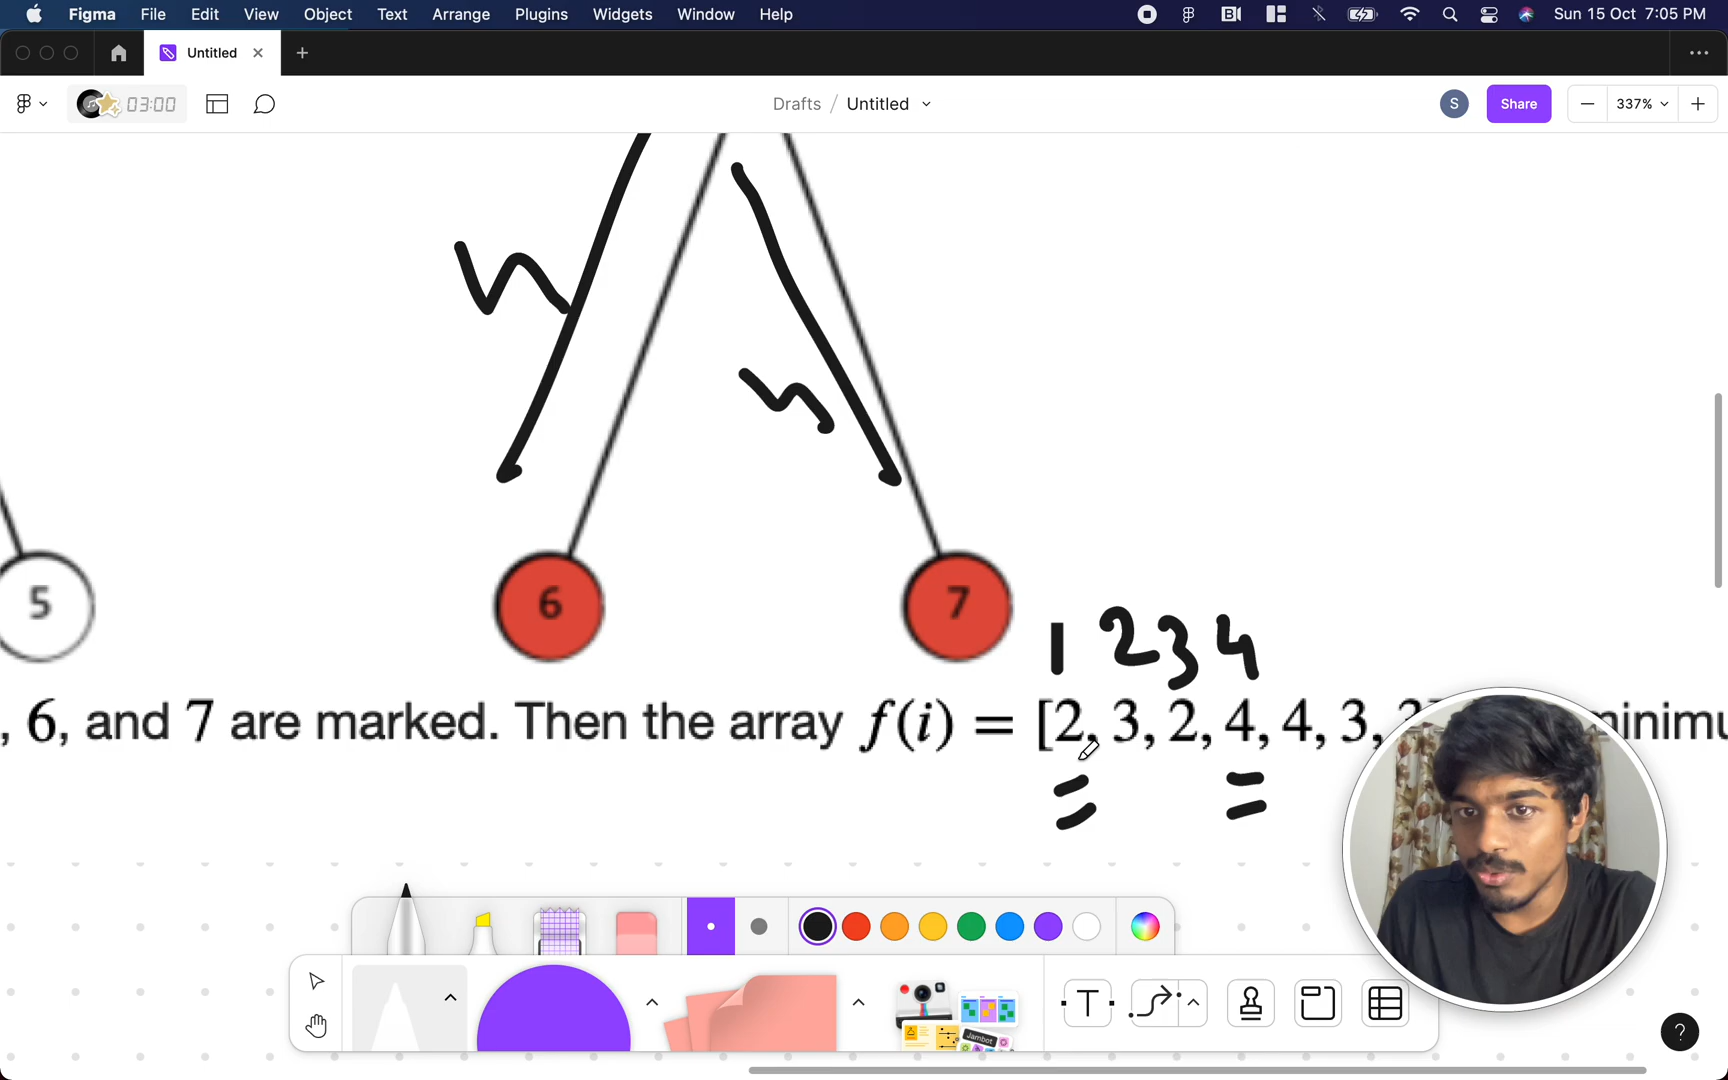 Figma File Edit View Object Text Arrange Plugins Widgets Window Help Sun 15 Oct 7:05 PM
Untitled
03:00 Drafts / Untitled S Share 337%
5 6 7
1 2 3 4
, 6, and 7 are marked. Then the array f(i) = [2, 3, 2, 4, 4, 3,
T
Jambot
?